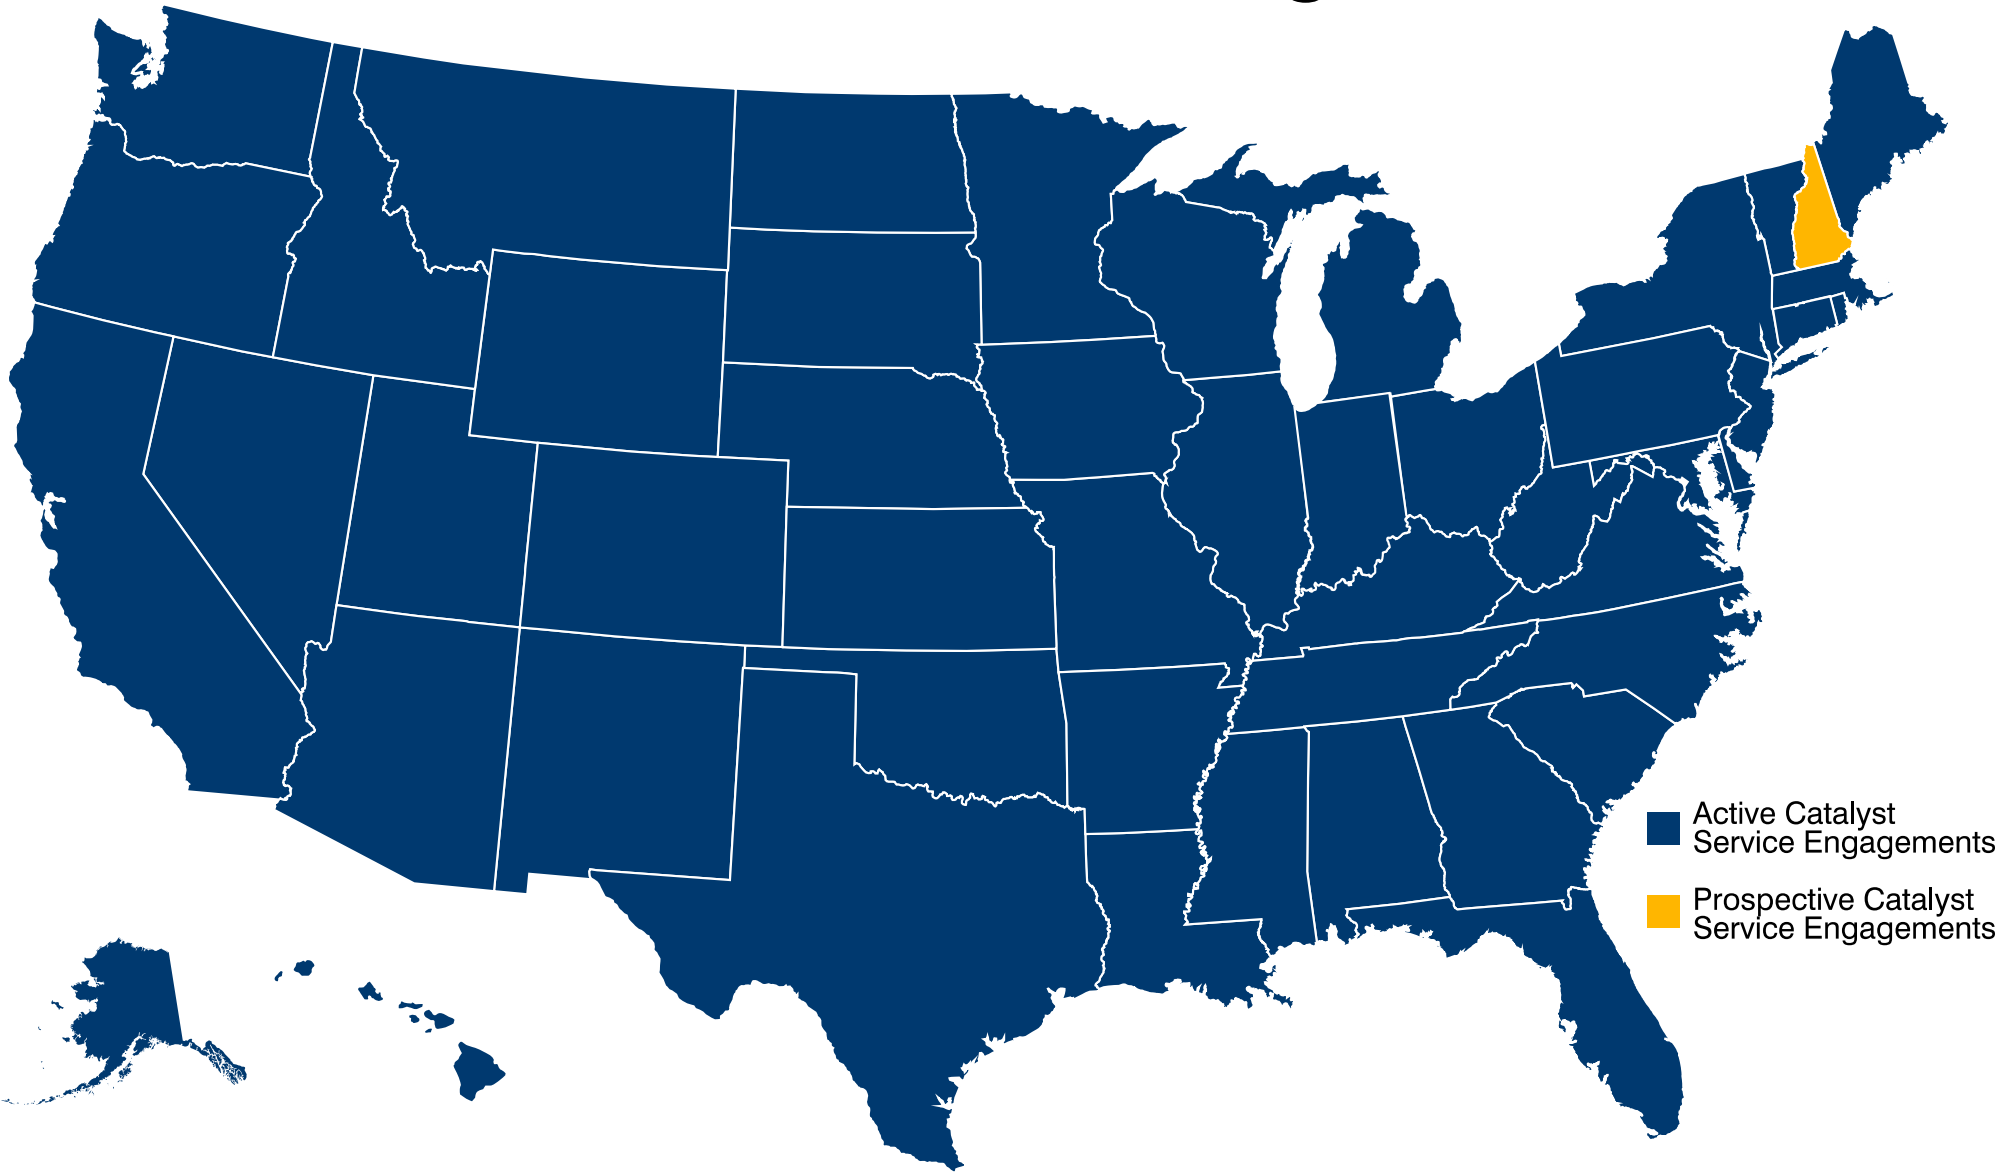 Active Catalyst
Service Engagements
Prospective Catalyst
Service Engagements